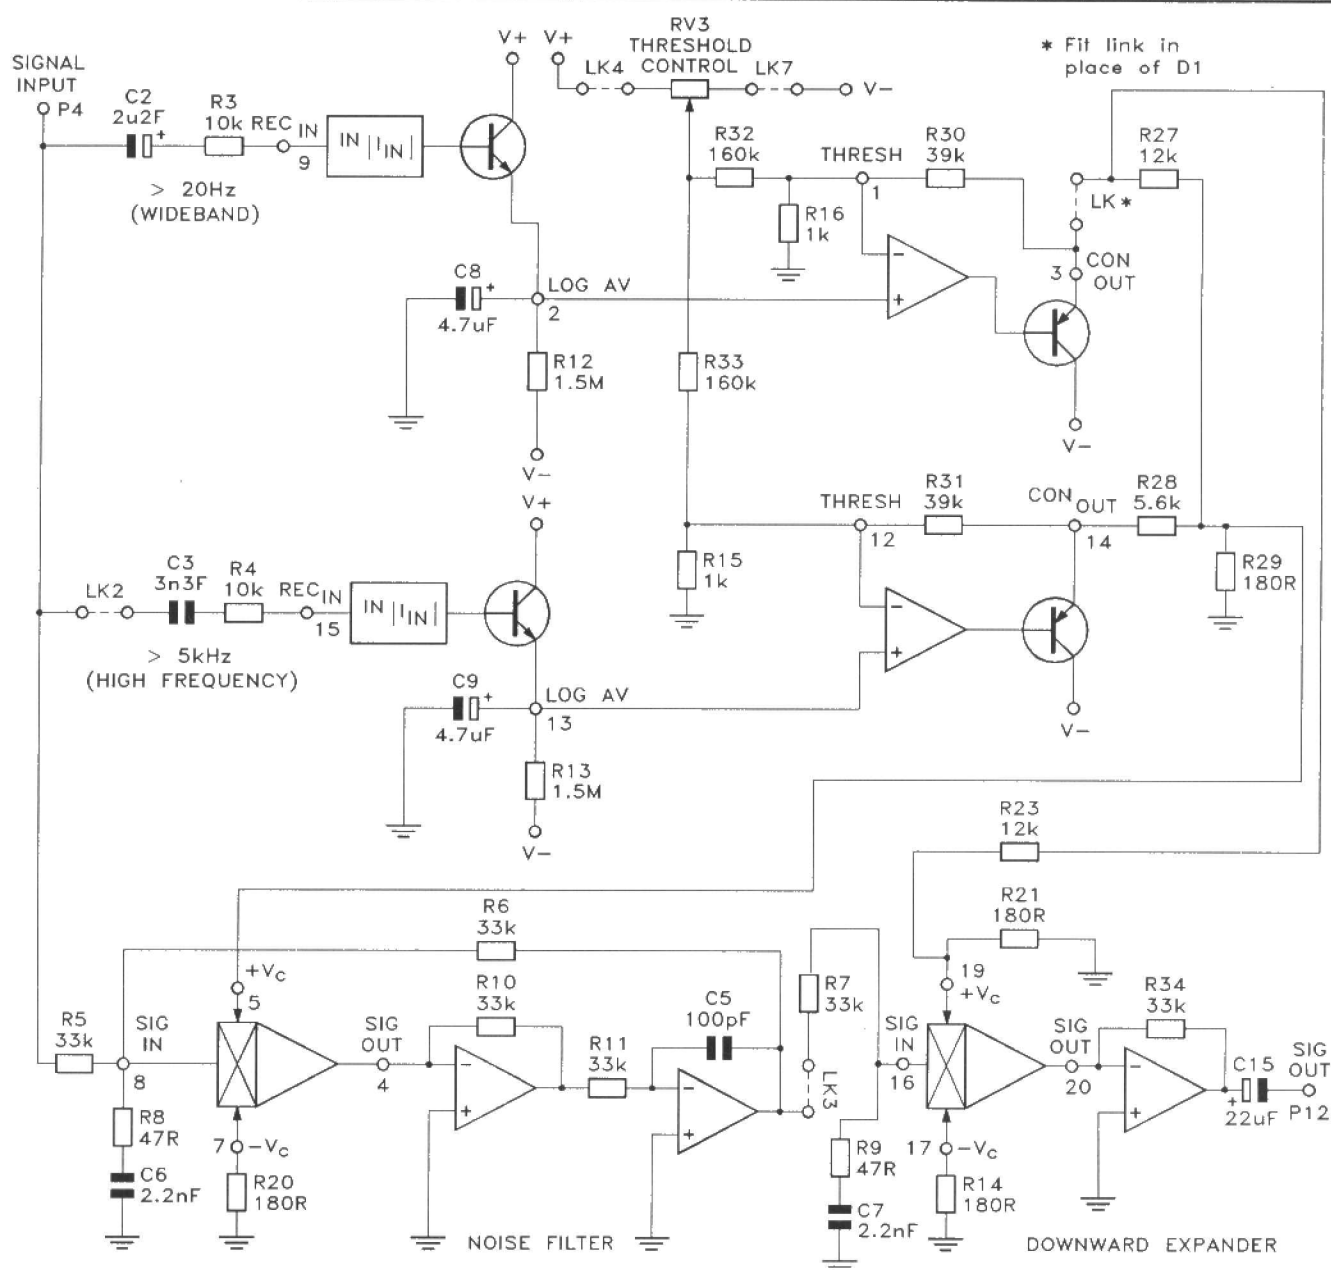 SIGNAL
INPUT
P4
C2
2u2F
+
R3
10k
REC IN
9
IN |I IN|
> 20Hz
(WIDEBAND)
V+
V+
LK4
RV3
THRESHOLD
CONTROL
LK7
V-
* Fit link in
place of D1
R32
160k
THRESH
1
R30
39k
R27
12k
LK *
R16
1k
-
+
3
CON
OUT
C8
+
4.7uF
LOG AV
2
R12
1.5M
V-
R33
160k
V-
V+
THRESH
12
R31
39k
CON OUT
14
R28
5.6k
R15
1k
R29
180R
LK2
C3
3n3F
R4
10k
REC IN
15
IN |I IN|
> 5kHz
(HIGH FREQUENCY)
-
+
C9
+
4.7uF
LOG AV
13
V-
R13
1.5M
V-
R23
12k
R21
180R
R6
33k
+Vc
5
R10
33k
C5
100pF
R7
33k
19
+Vc
R34
33k
R5
33k
SIG
IN
8
SIG
OUT
4
-
+
R11
33k
-
+
LK3
SIG
IN
16
SIG
OUT
20
-
+
C15
+
22uF
SIG
OUT
P12
R8
47R
C6
2.2nF
7
-Vc
R20
180R
R9
47R
C7
2.2nF
17
-Vc
R14
180R
NOISE FILTER
DOWNWARD EXPANDER